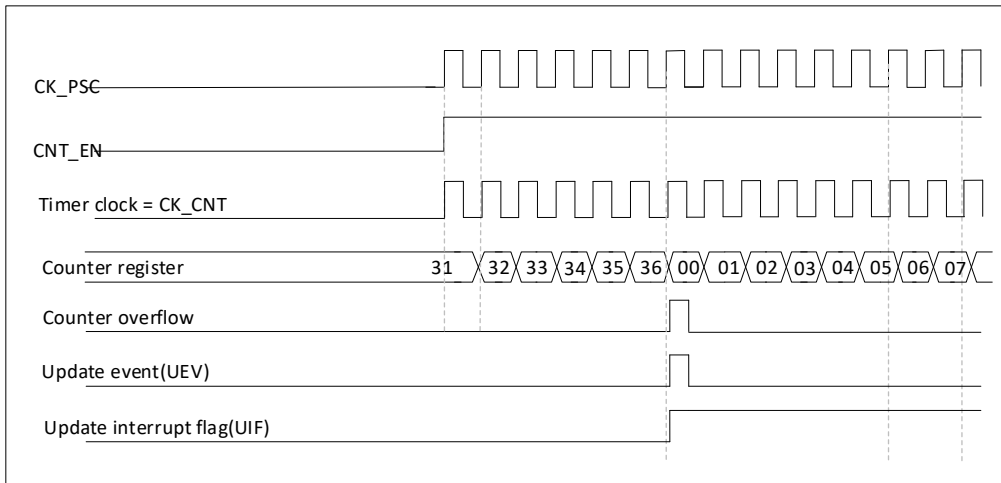 CK_PSC
CNT_EN
Timer clock = CK_CNT
Counter register 31 32 33 34 35 36 00 01 02 03 04 05 06 07
Counter overflow
Update event(UEV)
Update interrupt flag(UIF)